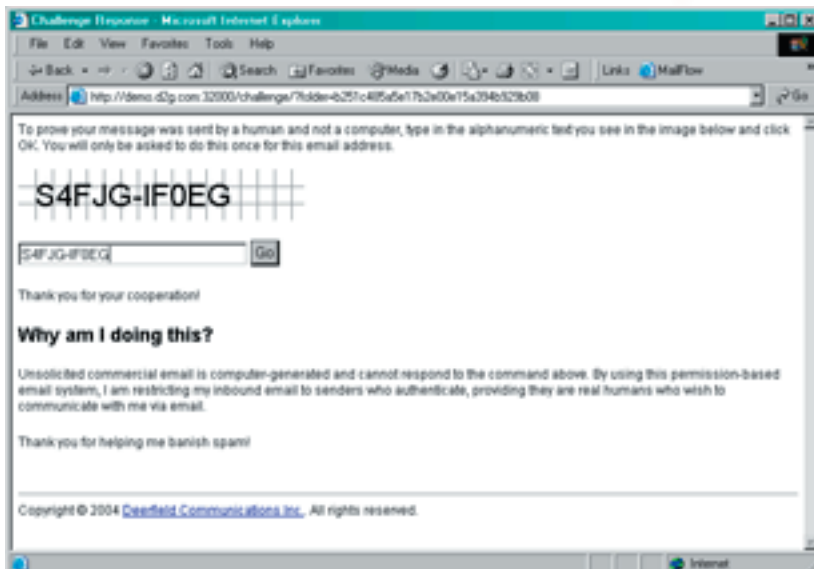 Challenge Response - Microsoft Internet Explorer
File Edit View Favorites Tools Help
Back Search Favorites Media Links MailFlow
Address Go
To prove your message was sent by a human and not a computer, type in the alphanumeric text you see in the image below and click
OK. You will only be asked to do this once for this email address.
S4FJG-IF0EG
S4FJG-IF0EG Go
Thank you for your cooperation!
Why am I doing this?
Unsolicited commercial email is computer-generated and cannot respond to the command above. By using this permission-based
email system, I am restricting my inbound email to senders who authenticate, providing they are real humans who wish to
communicate with me via email.
Thank you for helping me banish spam!
Copyright © 2004 Deerfield Communications Inc. All rights reserved.
Internet